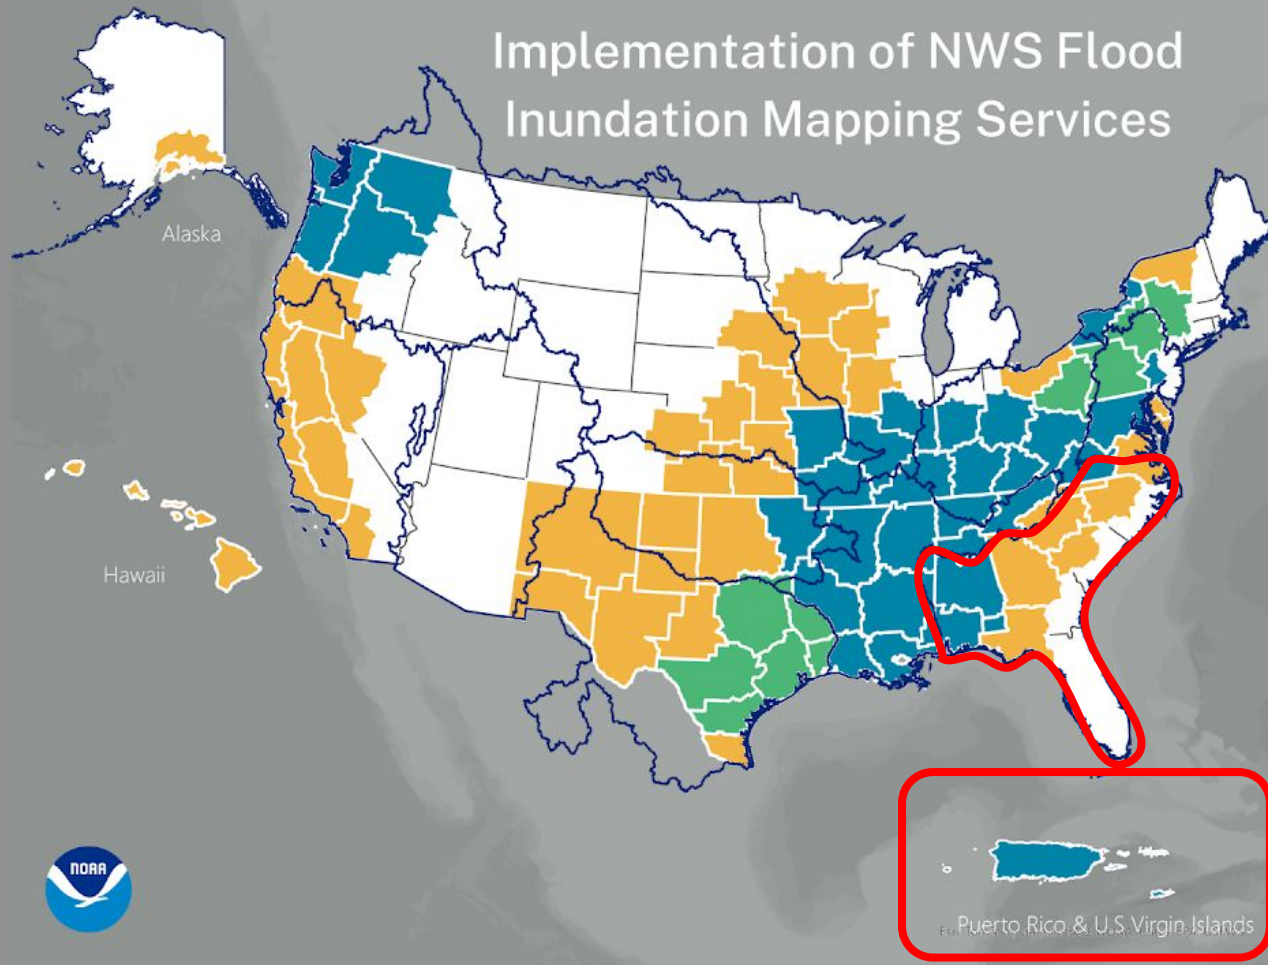 Implementation of NWS Flood
Inundation Mapping Services
Alaska
Hawaii
NOAA
Puerto Rico & U.S Virgin Islands